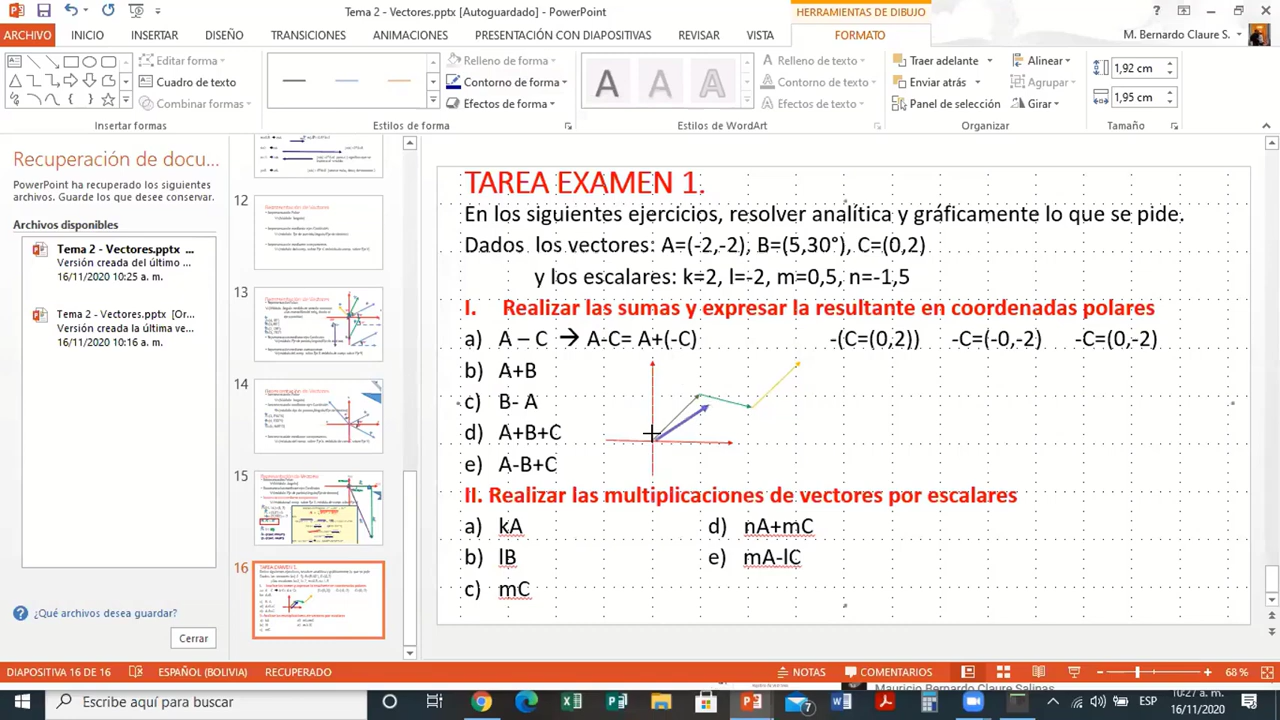 Tema 2 - Vectores.pptx [Autoguardado] - PowerPoint
HERRAMIENTAS DE DIBUJO
ARCHIVO INICIO INSERTAR DISEÑO TRANSICIONES ANIMACIONES PRESENTACIÓN CON DIAPOSITIVAS REVISAR VISTA FORMATO M. Bernardo Claure S.
Editar forma
Cuadro de texto
Combinar formas
Insertar formas
Relleno de forma
Contorno de forma
Efectos de forma
Estilos de forma
A A A
Relleno de texto
Contorno de texto
Efectos de texto
Estilos de WordArt
Traer adelante
Enviar atrás
Panel de selección
Alinear
Agrupar
Girar
Organizar
1,92 cm
1,95 cm
Tamaño
Recuperación de docu...
PowerPoint ha recuperado los siguientes
archivos. Guarde los que desee conservar.
Archivos disponibles
Tema 2 - Vectores.pptx ...
Versión creada del último ...
16/11/2020 10:25 a. m.
Tema 2 - Vectores.pptx [Or...
Versión creada la última ve...
11/11/2020 10:16 a. m.
¿Qué archivos desea guardar?
Cerrar
12
13
14
15
16
TAREA EXAMEN 1.
En los siguientes ejercicios resolver analítica y gráficamente lo que se pide.
Dados los vectores: A=(-2,-2), B=(5,30°), C=(0,2)
y los escalares: k=2, l=-2, m=0,5, n=-1,5
I. Realizar las sumas y expresar la resultante en coordenadas polares
a) A – C → A-C= A+(-C) -(C=(0,2)) -C=(-0,-2) -C=(0,-2)
b) A+B
c) B- A
d) A+B+C
e) A-B+C
II. Realizar las multiplicaciones de vectores por escalares
a) kA d) nA+mC
b) lB e) mA-lC
c) mC
DIAPOSITIVA 16 DE 16 ESPAÑOL (BOLIVIA) RECUPERADO NOTAS COMENTARIOS 68 %
Mauricio Bernardo Claure Salinas
Escribe aquí para buscar
7
ESP
10:27 a. m.
16/11/2020